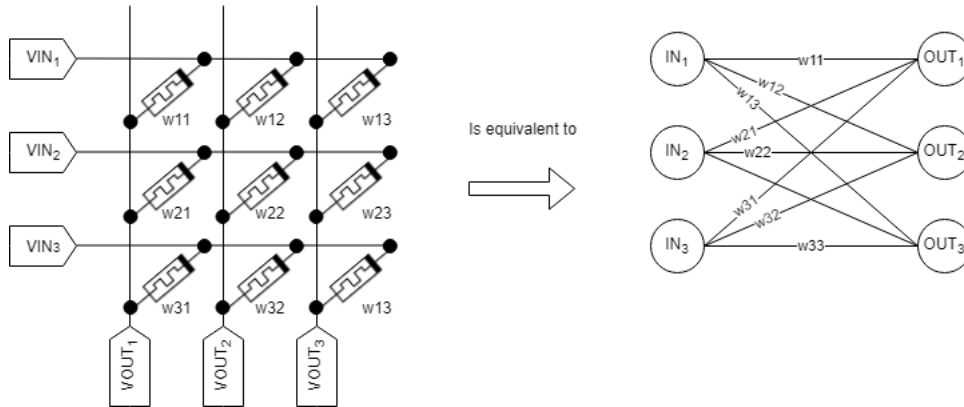 VIN1
w11 w12 w13
VIN2
w21 w22 w23
VIN3
w31 w32 w13
VOUT1 VOUT2 VOUT3
Is equivalent to
IN1 w11 OUT1
w12
w13
w21
IN2 w22 OUT2
w31
w32
IN3 w33 OUT3